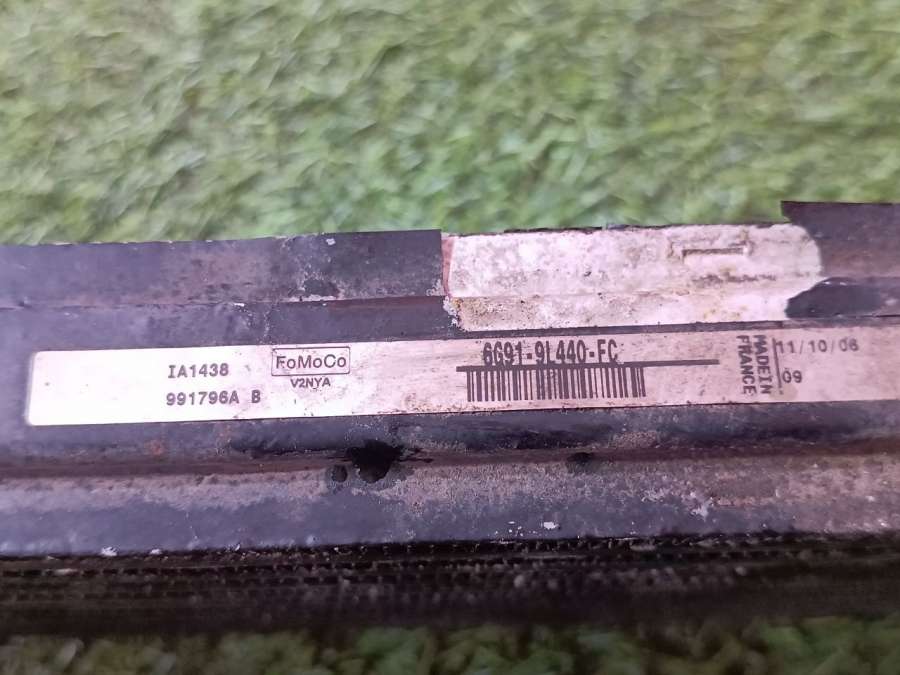 IA1438
991796A B
FoMoCo
V2NYA
6G91-9L440-FC
MADE IN
FRANCE
11/10/06
09